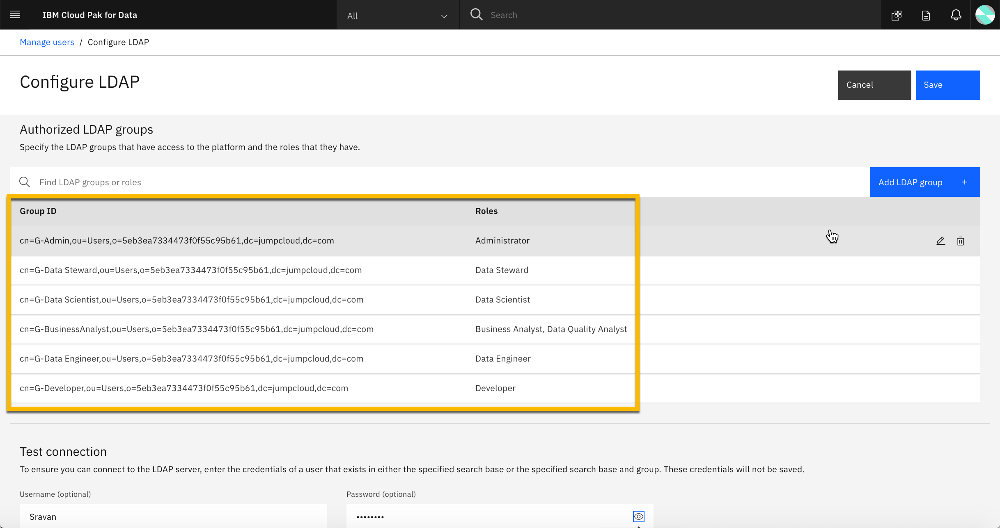 IBM Cloud Pak for Data
All
Search
Manage users / Configure LDAP
Configure LDAP
Cancel
Save
Authorized LDAP groups
Specify the LDAP groups that have access to the platform and the roles that they have.
Find LDAP groups or roles
Add LDAP group +
Group ID Roles
cn=G-Admin,ou=Users,o=5eb3ea7334473f0f55c95b61,dc=jumpcloud,dc=com Administrator
cn=G-Data Steward,ou=Users,o=5eb3ea7334473f0f55c95b61,dc=jumpcloud,dc=com Data Steward
cn=G-Data Scientist,ou=Users,o=5eb3ea7334473f0f55c95b61,dc=jumpcloud,dc=com Data Scientist
cn=G-BusinessAnalyst,ou=Users,o=5eb3ea7334473f0f55c95b61,dc=jumpcloud,dc=com Business Analyst, Data Quality Analyst
cn=G-Data Engineer,ou=Users,o=5eb3ea7334473f0f55c95b61,dc=jumpcloud,dc=com Data Engineer
cn=G-Developer,ou=Users,o=5eb3ea7334473f0f55c95b61,dc=jumpcloud,dc=com Developer
Test connection
To ensure you can connect to the LDAP server, enter the credentials of a user that exists in either the specified search base or the specified search base and group. These credentials will not be saved.
Username (optional) Password (optional)
Sravan ••••••••